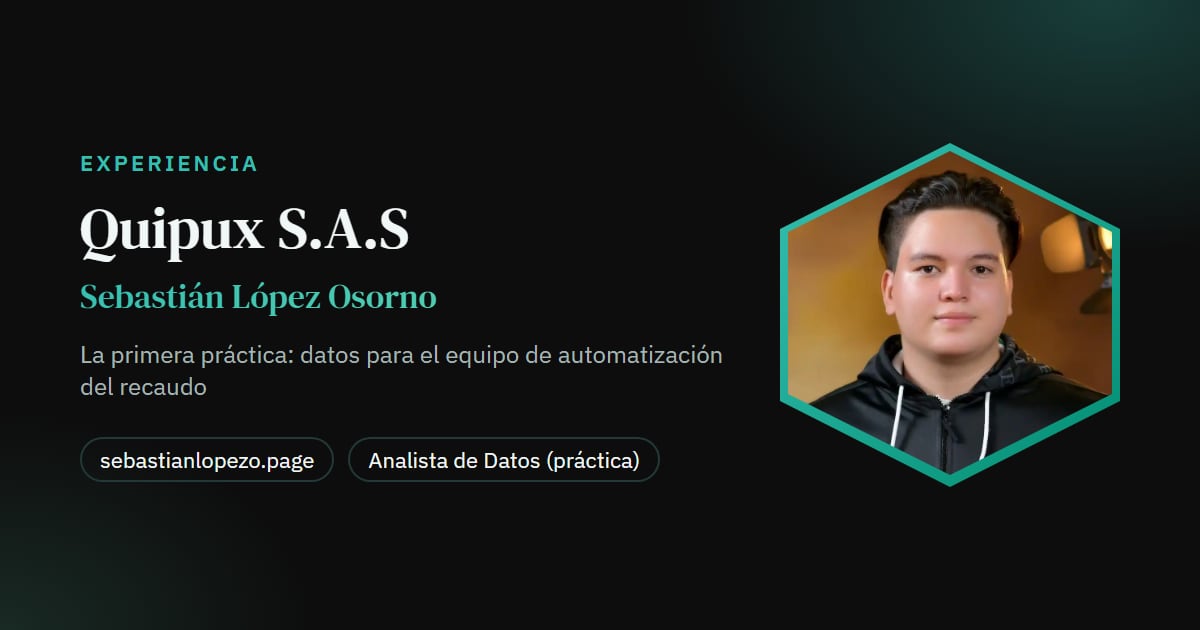 EXPERIENCIA
Quipux S.A.S
Sebastián López Osorno
La primera práctica: datos para el equipo de automatización
del recaudo
sebastianlopezo.page
Analista de Datos (práctica)